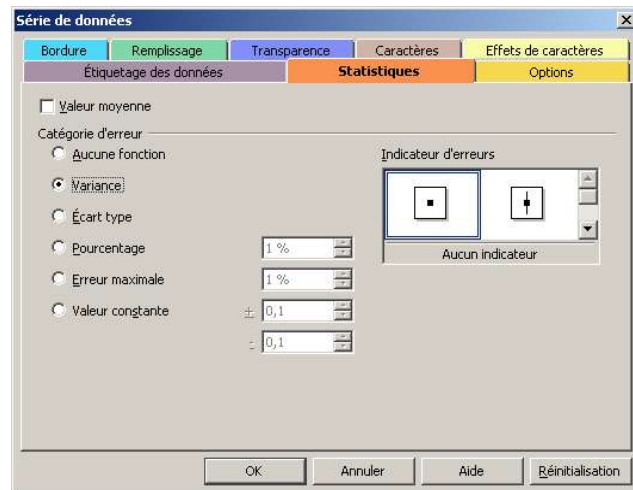 Série de données
Bordure Remplissage Transparence Caractères Effets de caractères
Étiquetage des données Statistiques Options
Valeur moyenne
Catégorie d'erreur
Aucune fonction
Variance
Écart type
Pourcentage 1 %
Erreur maximale 1 %
Valeur constante ± 0,1
- 0,1
Indicateur d'erreurs
Aucun indicateur
OK Annuler Aide Réinitialisation